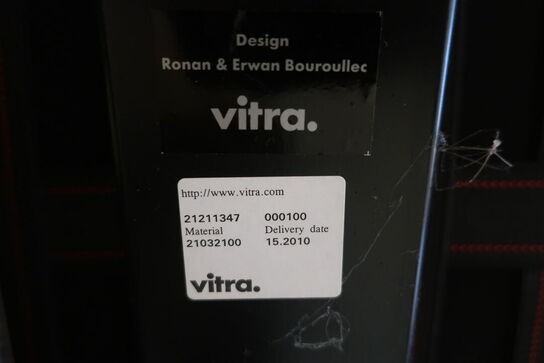 Design
Ronan & Erwan Bouroullec
vitra.
http://www.vitra.com
21211347 000100
Material Delivery date
21032100 15.2010
vitra.